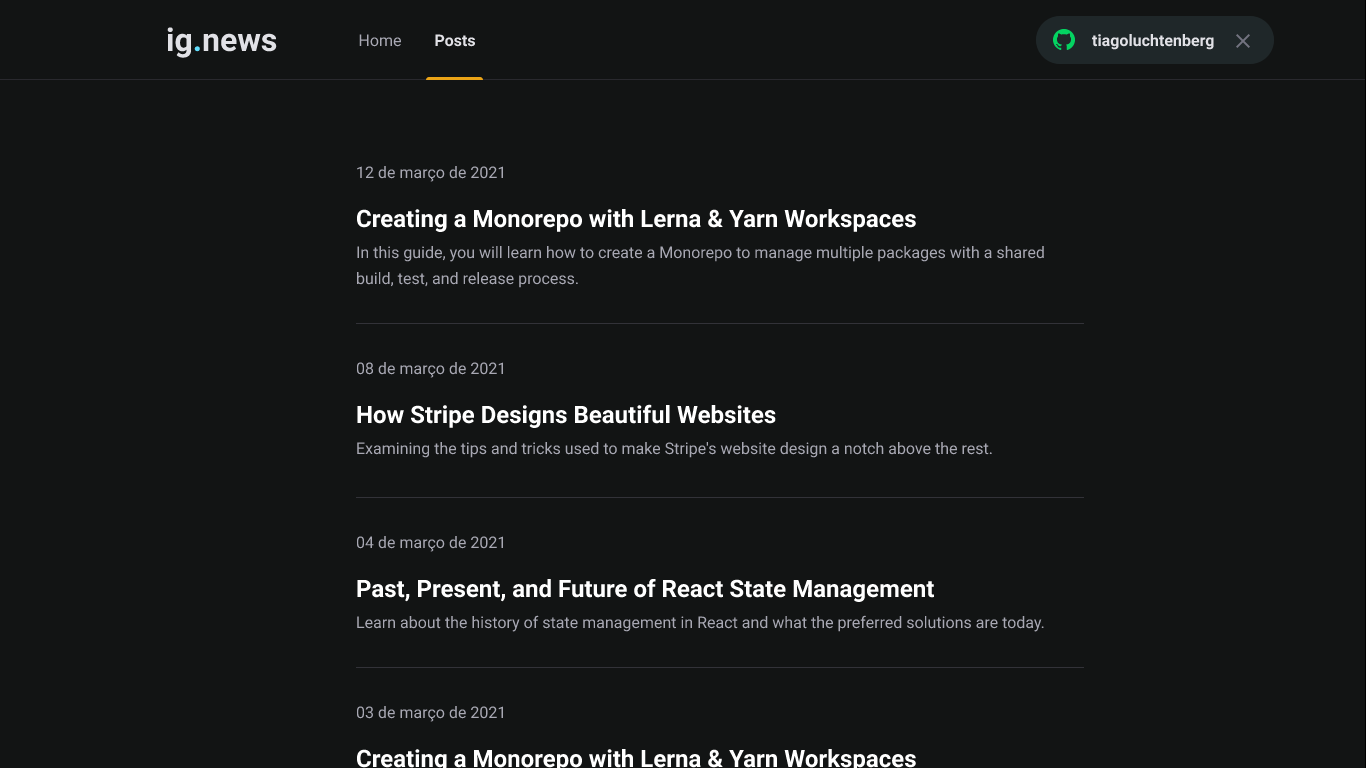 ig.news
Home
Posts
tiagoluchtenberg
12 de março de 2021
Creating a Monorepo with Lerna & Yarn Workspaces
In this guide, you will learn how to create a Monorepo to manage multiple packages with a shared
build, test, and release process.
08 de março de 2021
How Stripe Designs Beautiful Websites
Examining the tips and tricks used to make Stripe's website design a notch above the rest.
04 de março de 2021
Past, Present, and Future of React State Management
Learn about the history of state management in React and what the preferred solutions are today.
03 de março de 2021
Creating a Monorepo with Lerna & Yarn Workspaces